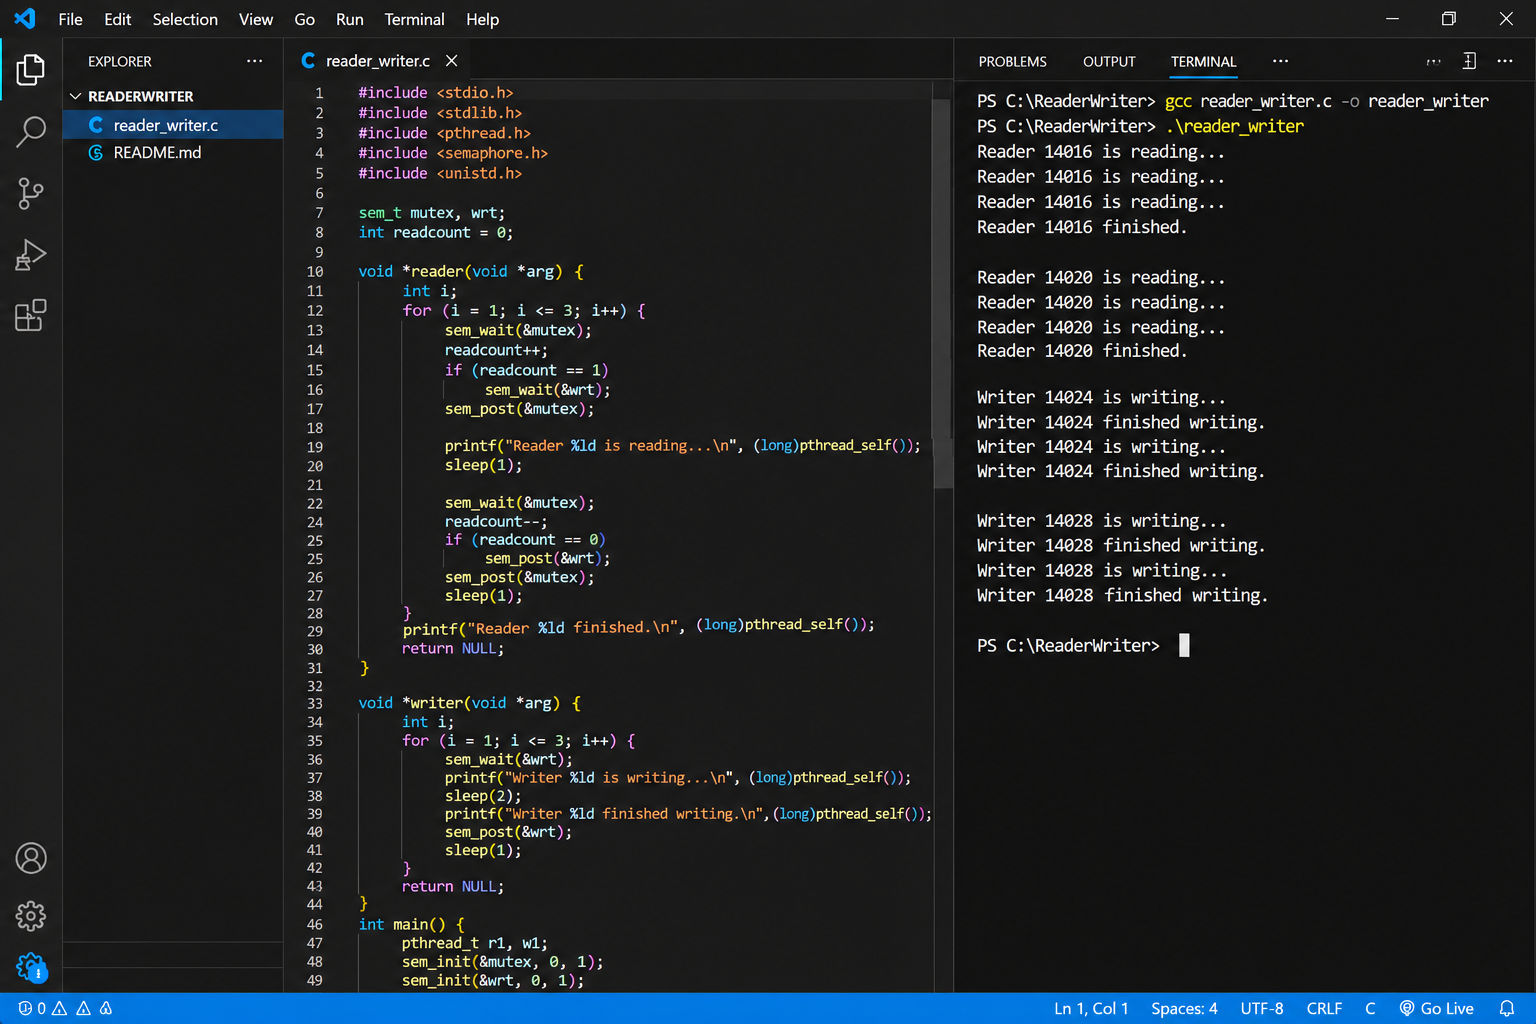 File Edit Selection View Go Run Terminal Help
EXPLORER ...
READERWRITER
C reader_writer.c
README.md
C reader_writer.c
1 #include <stdio.h>
2 #include <stdlib.h>
3 #include <pthread.h>
4 #include <semaphore.h>
5 #include <unistd.h>
6
7 sem_t mutex, wrt;
8 int readcount = 0;
9
10 void *reader(void *arg) {
11 int i;
12 for (i = 1; i <= 3; i++) {
13 sem_wait(&mutex);
14 readcount++;
15 if (readcount == 1)
16 sem_wait(&wrt);
17 sem_post(&mutex);
18
19 printf("Reader %ld is reading...\n", (long)pthread_self());
20 sleep(1);
21
22 sem_wait(&mutex);
24 readcount--;
25 if (readcount == 0)
25 sem_post(&wrt);
26 sem_post(&mutex);
27 sleep(1);
28 }
29 printf("Reader %ld finished.\n", (long)pthread_self());
30 return NULL;
31 }
32
33 void *writer(void *arg) {
34 int i;
35 for (i = 1; i <= 3; i++) {
36 sem_wait(&wrt);
37 printf("Writer %ld is writing...\n", (long)pthread_self());
38 sleep(2);
39 printf("Writer %ld finished writing.\n",(long)pthread_self());
40 sem_post(&wrt);
41 sleep(1);
42 }
43 return NULL;
44 }
46 int main() {
47 pthread_t r1, w1;
48 sem_init(&mutex, 0, 1);
49 sem_init(&wrt, 0, 1);
PROBLEMS OUTPUT TERMINAL ...
PS C:\ReaderWriter> gcc reader_writer.c -o reader_writer
PS C:\ReaderWriter> .\reader_writer
Reader 14016 is reading...
Reader 14016 is reading...
Reader 14016 is reading...
Reader 14016 finished.
Reader 14020 is reading...
Reader 14020 is reading...
Reader 14020 is reading...
Reader 14020 finished.
Writer 14024 is writing...
Writer 14024 finished writing.
Writer 14024 is writing...
Writer 14024 finished writing.
Writer 14028 is writing...
Writer 14028 finished writing.
Writer 14028 is writing...
Writer 14028 finished writing.
PS C:\ReaderWriter>
0 Ln 1, Col 1 Spaces: 4 UTF-8 CRLF C Go Live